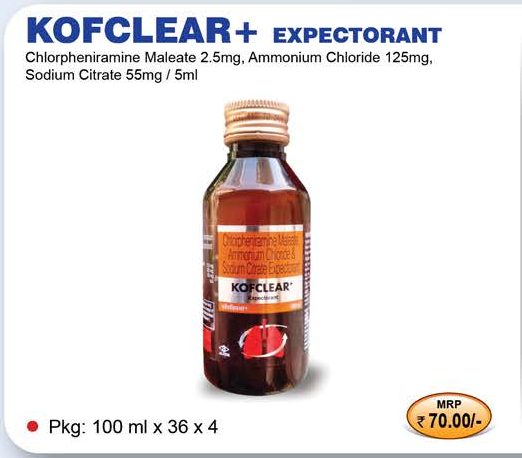 KOFCLEAR+ EXPECTORANT
Chlorpheniramine Maleate 2.5mg, Ammonium Chloride 125mg,
Sodium Citrate 55mg / 5ml
Chlorpheniramine Maleate
Ammonium Chloride &
Sodium Citrate Expectorant
KOFCLEAR+
Expectorant
kofclear+
MRP
₹ 70.00/-
Pkg: 100 ml x 36 x 4